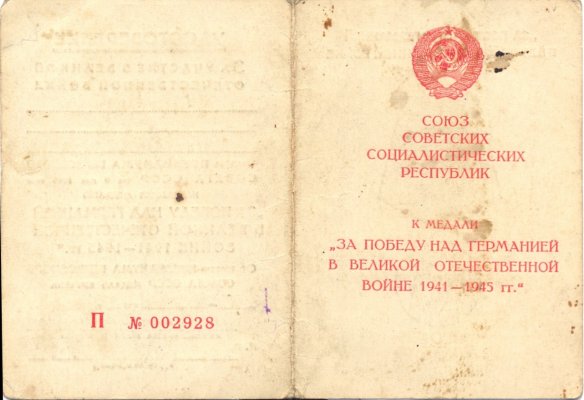 П № 002928
СОЮЗ
СОВЕТСКИХ
СОЦИАЛИСТИЧЕСКИХ
РЕСПУБЛИК
К МЕДАЛИ
„ЗА ПОБЕДУ НАД ГЕРМАНИЕЙ
В ВЕЛИКОЙ ОТЕЧЕСТВЕННОЙ
ВОЙНЕ 1941—1945 гг.“